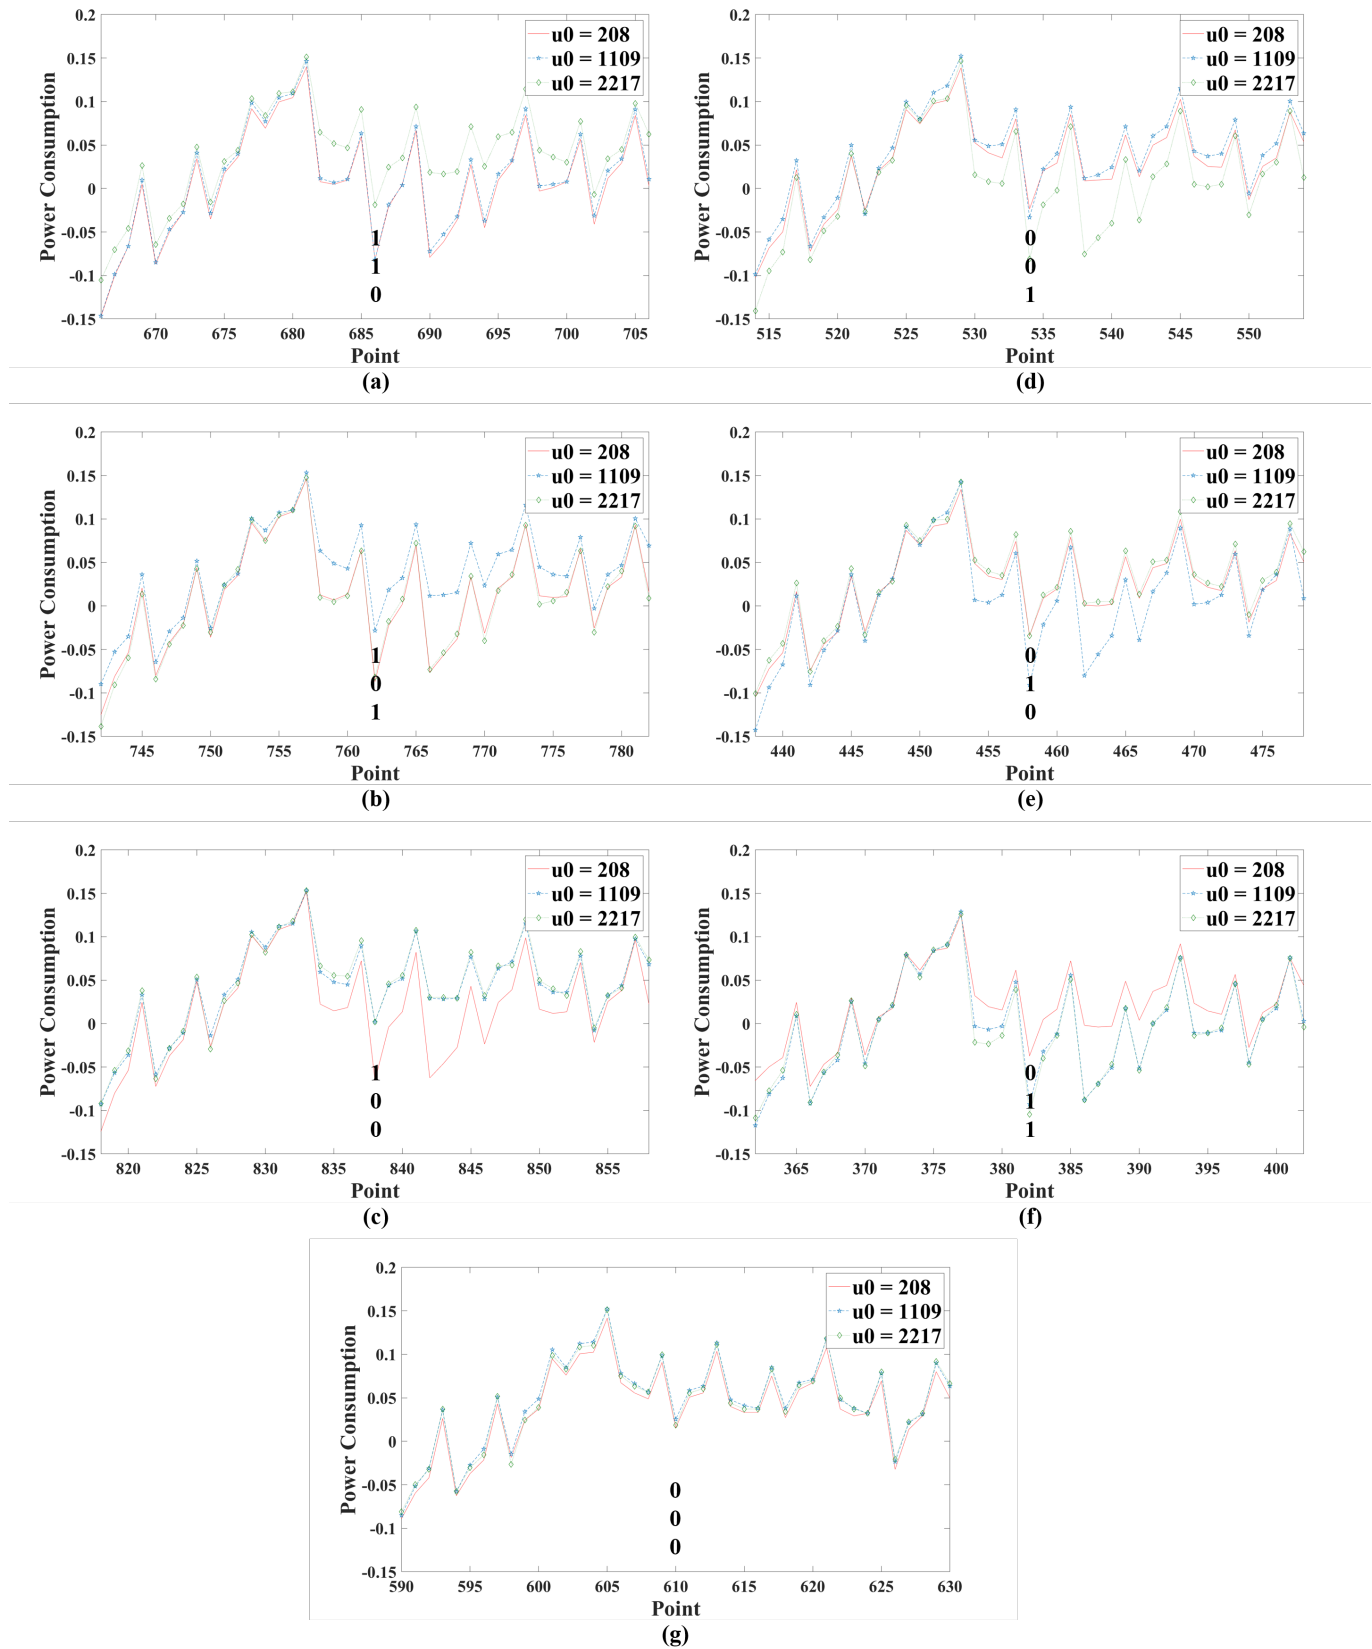 0.2
0.15
0.1
0.05
0
-0.05
-0.1
-0.15
Power Consumption
u0 = 208
u0 = 1109
u0 = 2217
1
1
0
670 675 680 685 690 695 700 705
Point
(a)
0.2
0.15
0.1
0.05
0
-0.05
-0.1
-0.15
Power Consumption
u0 = 208
u0 = 1109
u0 = 2217
0
0
1
515 520 525 530 535 540 545 550
Point
(d)
0.2
0.15
0.1
0.05
0
-0.05
-0.1
-0.15
Power Consumption
u0 = 208
u0 = 1109
u0 = 2217
1
0
1
745 750 755 760 765 770 775 780
Point
(b)
0.2
0.15
0.1
0.05
0
-0.05
-0.1
-0.15
Power Consumption
u0 = 208
u0 = 1109
u0 = 2217
0
1
0
440 445 450 455 460 465 470 475
Point
(e)
0.2
0.15
0.1
0.05
0
-0.05
-0.1
-0.15
Power Consumption
u0 = 208
u0 = 1109
u0 = 2217
1
0
0
820 825 830 835 840 845 850 855
Point
(c)
0.2
0.15
0.1
0.05
0
-0.05
-0.1
-0.15
Power Consumption
u0 = 208
u0 = 1109
u0 = 2217
0
1
1
365 370 375 380 385 390 395 400
Point
(f)
0.2
0.15
0.1
0.05
0
-0.05
-0.1
-0.15
Power Consumption
u0 = 208
u0 = 1109
u0 = 2217
0
0
0
590 595 600 605 610 615 620 625 630
Point
(g)